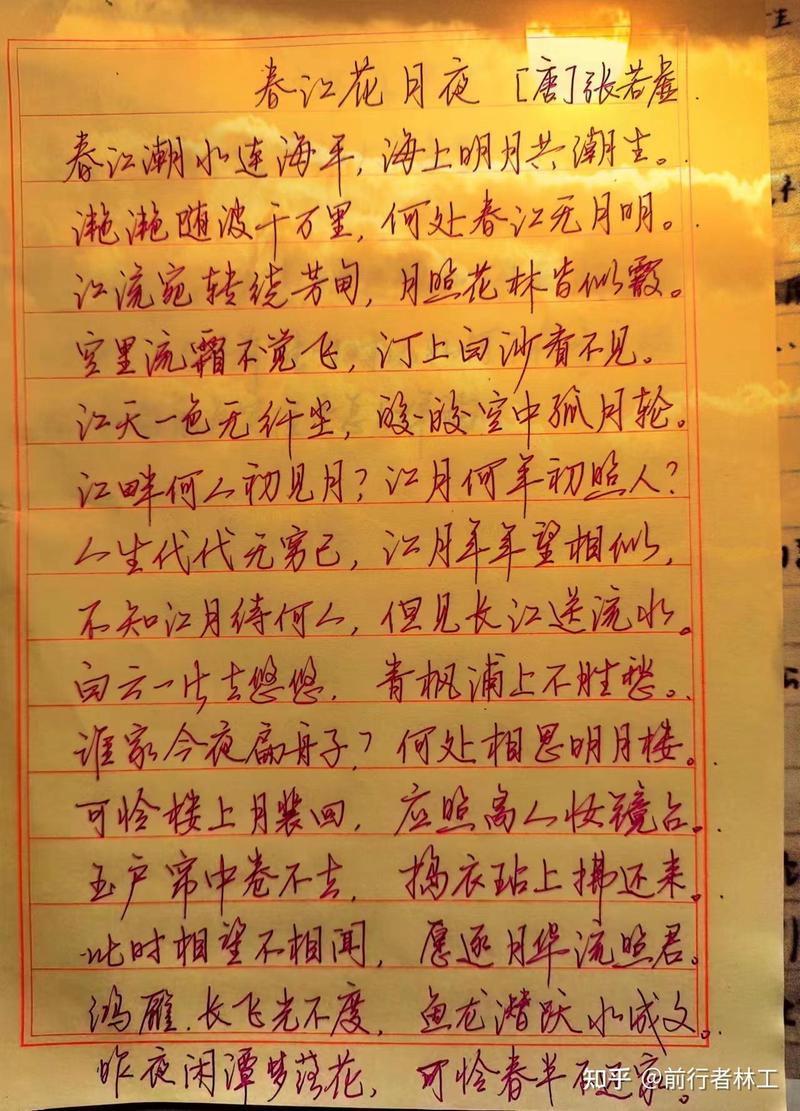 春江花月夜 [唐]张若虚
春江潮水连海平，海上明月共潮生。
滟滟随波千万里，何处春江无月明。
江流宛转绕芳甸，月照花林皆似霰。
空里流霜不觉飞，汀上白沙看不见。
江天一色无纤尘，皎皎空中孤月轮。
江畔何人初见月？江月何年初照人？
人生代代无穷已，江月年年望相似，
不知江月待何人，但见长江送流水。
白云一片去悠悠，青枫浦上不胜愁。
谁家今夜扁舟子？何处相思明月楼。
可怜楼上月裴回，应照离人妆镜台。
玉户帘中卷不去，捣衣砧上拂还来。
此时相望不相闻，愿逐月华流照君。
鸿雁长飞光不度，鱼龙潜跃水成文。
昨夜闲潭梦落花，可怜春半不还家。
知乎 @前行者林工